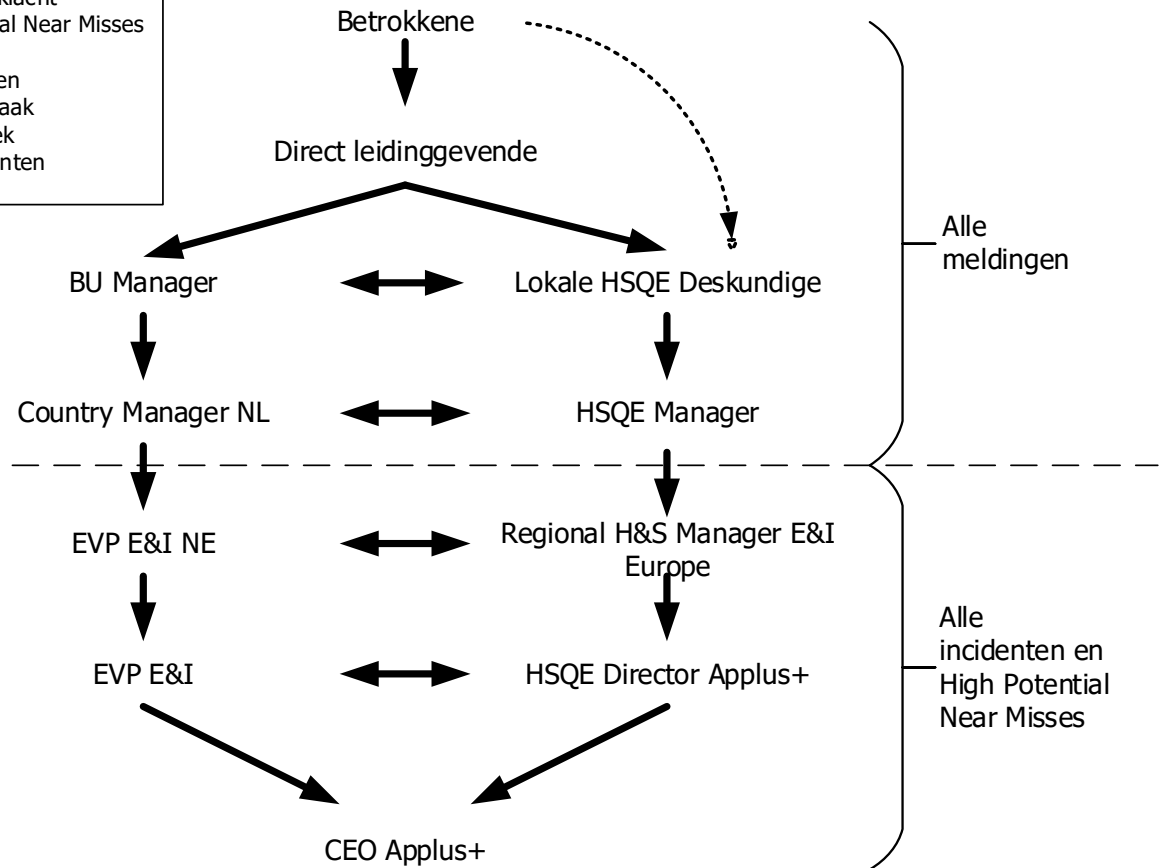 al Near Misses
en
aak
ek
nten
Betrokkene
Direct leidinggevende
BU Manager
Lokale HSQE Deskundige
Alle
meldingen
Country Manager NL
HSQE Manager
EVP E&I NE
Regional H&S Manager E&I
Europe
EVP E&I
HSQE Director Applus+
Alle
incidenten en
High Potential
Near Misses
CEO Applus+